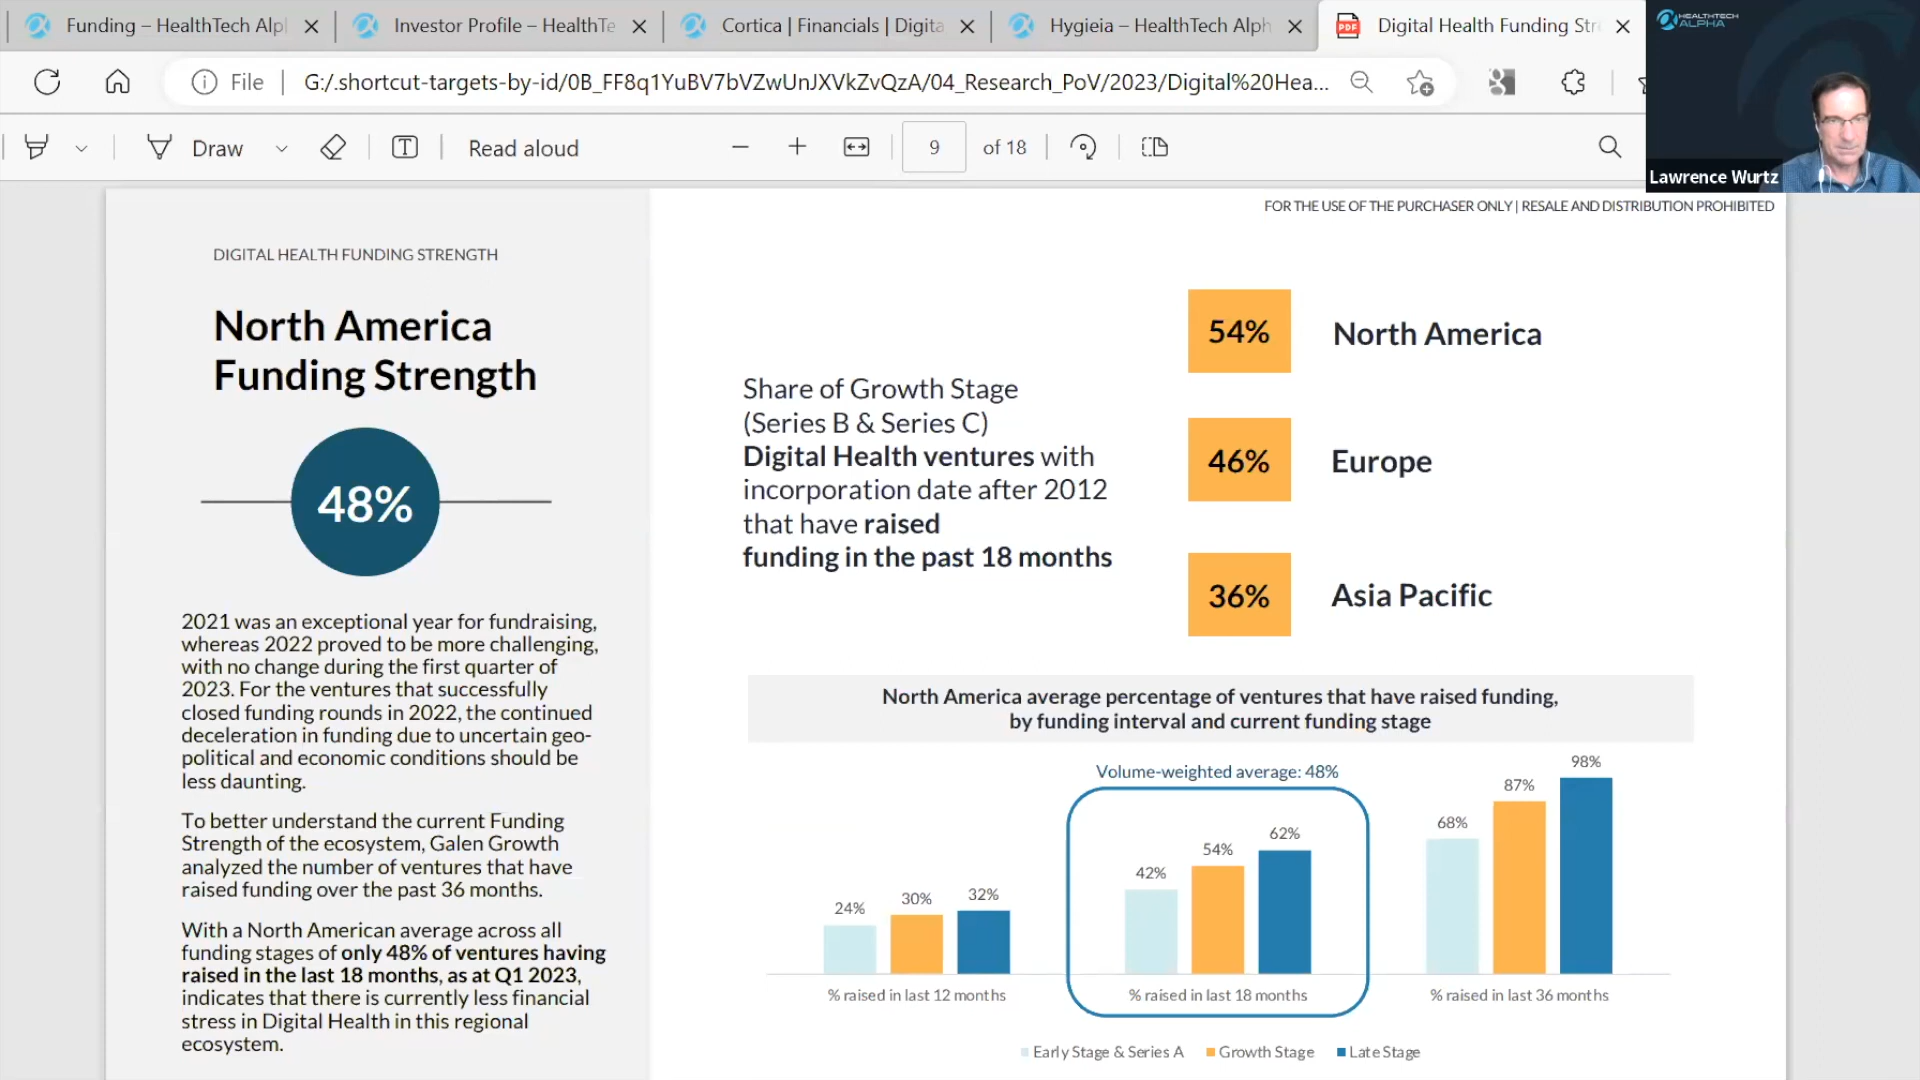 Funding – HealthTech Alp
Investor Profile – HealthTe
Cortica | Financials | Digita
Hygieia – HealthTech Alph
Digital Health Funding Str
HEALTHTECH
ALPHA
File
G:/.shortcut-targets-by-id/0B_FF8q1YuBV7bVZwUnJXVkZvQzA/04_Research_PoV/2023/Digital%20Hea...
Draw
Read aloud
9
of 18
Lawrence Wurtz
FOR THE USE OF THE PURCHASER ONLY | RESALE AND DISTRIBUTION PROHIBITED
DIGITAL HEALTH FUNDING STRENGTH
North America
Funding Strength
48%
2021 was an exceptional year for fundraising,
whereas 2022 proved to be more challenging,
with no change during the first quarter of
2023. For the ventures that successfully
closed funding rounds in 2022, the continued
deceleration in funding due to uncertain geo-
political and economic conditions should be
less daunting.
To better understand the current Funding
Strength of the ecosystem, Galen Growth
analyzed the number of ventures that have
raised funding over the past 36 months.
With a North American average across all
funding stages of only 48% of ventures having
raised in the last 18 months, as at Q1 2023,
indicates that there is currently less financial
stress in Digital Health in this regional
ecosystem.
Share of Growth Stage
(Series B & Series C)
Digital Health ventures with
incorporation date after 2012
that have raised
funding in the past 18 months
54% North America
46% Europe
36% Asia Pacific
North America average percentage of ventures that have raised funding,
by funding interval and current funding stage
Volume-weighted average: 48%
24% 30% 32%
42% 54% 62%
68% 87% 98%
% raised in last 12 months
% raised in last 18 months
% raised in last 36 months
Early Stage & Series A
Growth Stage
Late Stage